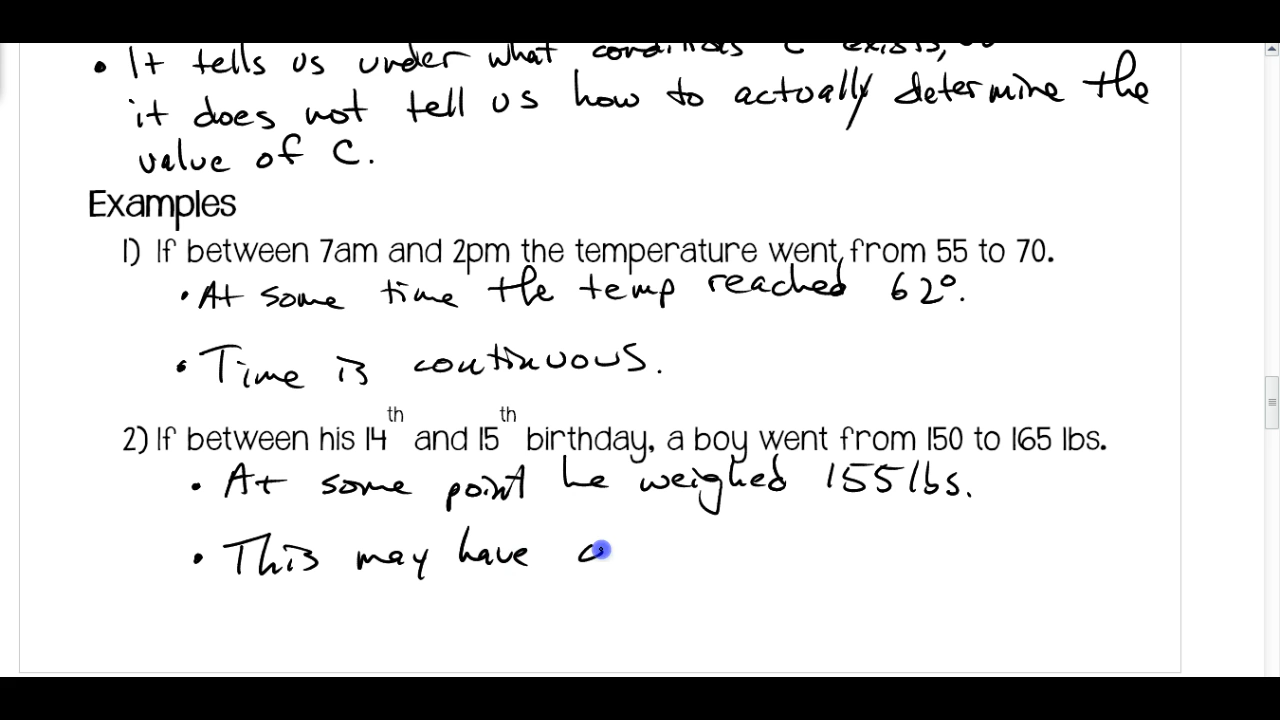 • It tells us under what conditions c exists,
it does not tell us how to actually determine the
value of C.
Examples
1) If between 7am and 2pm the temperature went from 55 to 70.
• At some time the temp reached 62°.
• Time is continuous.
2) If between his 14th and 15th birthday, a boy went from 150 to 165 lbs.
• At some point he weighed 155 lbs.
• This may have